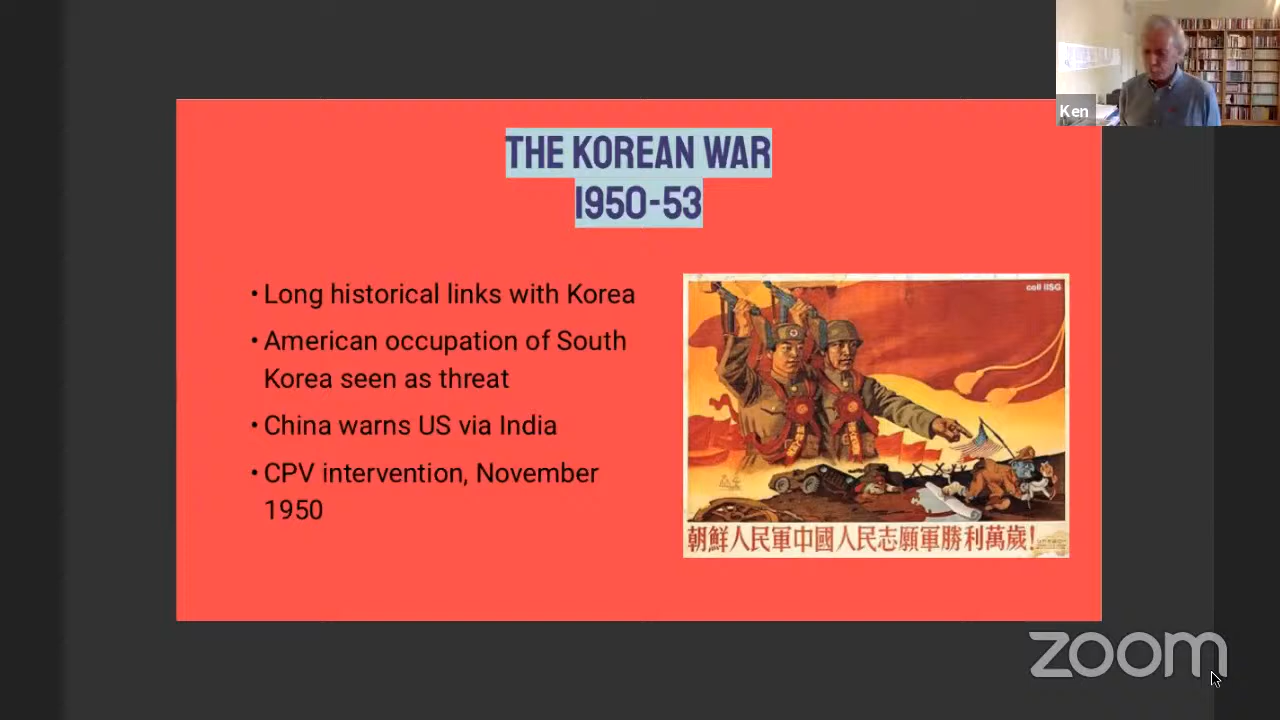 Ken
THE KOREAN WAR
1950-53
• Long historical links with Korea
• American occupation of South
Korea seen as threat
• China warns US via India
• CPV intervention, November
1950
coll IISG
朝鮮人民軍中國人民志願軍勝利萬歲!
zoom